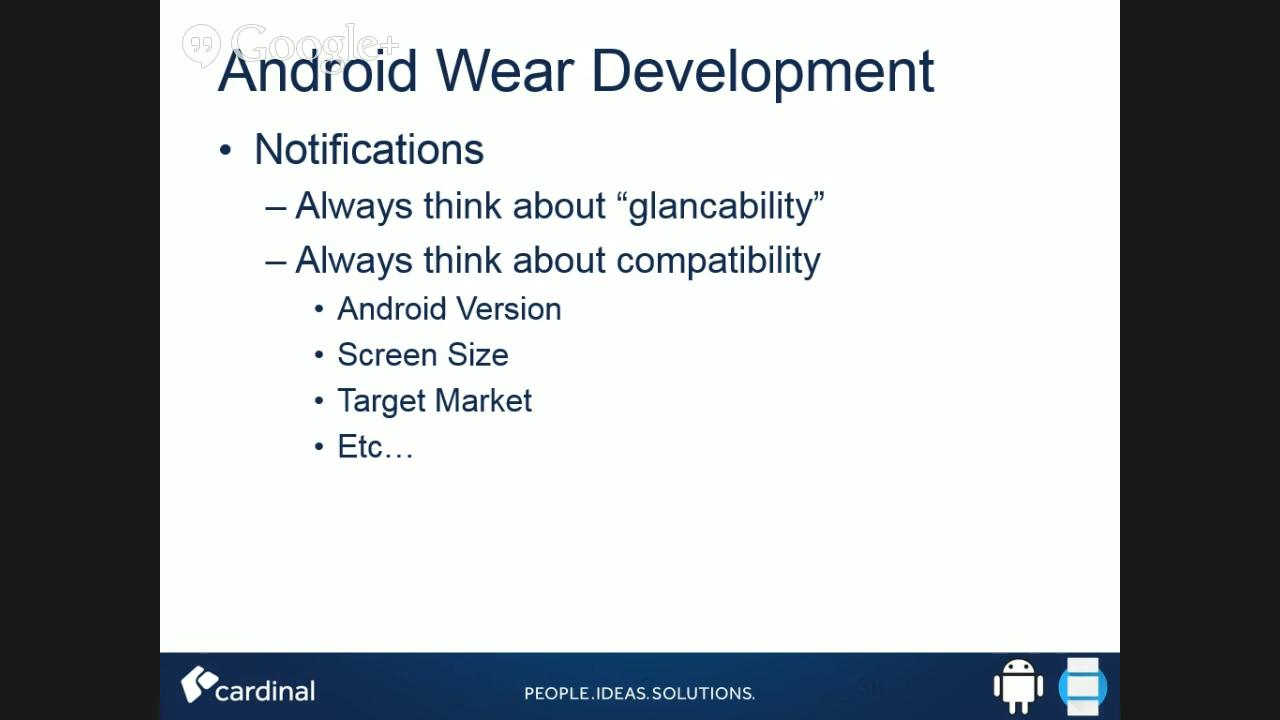 Google+
Android Wear Development
• Notifications
– Always think about “glancability”
– Always think about compatibility
• Android Version
• Screen Size
• Target Market
• Etc…
cardinal
PEOPLE.IDEAS.SOLUTIONS.